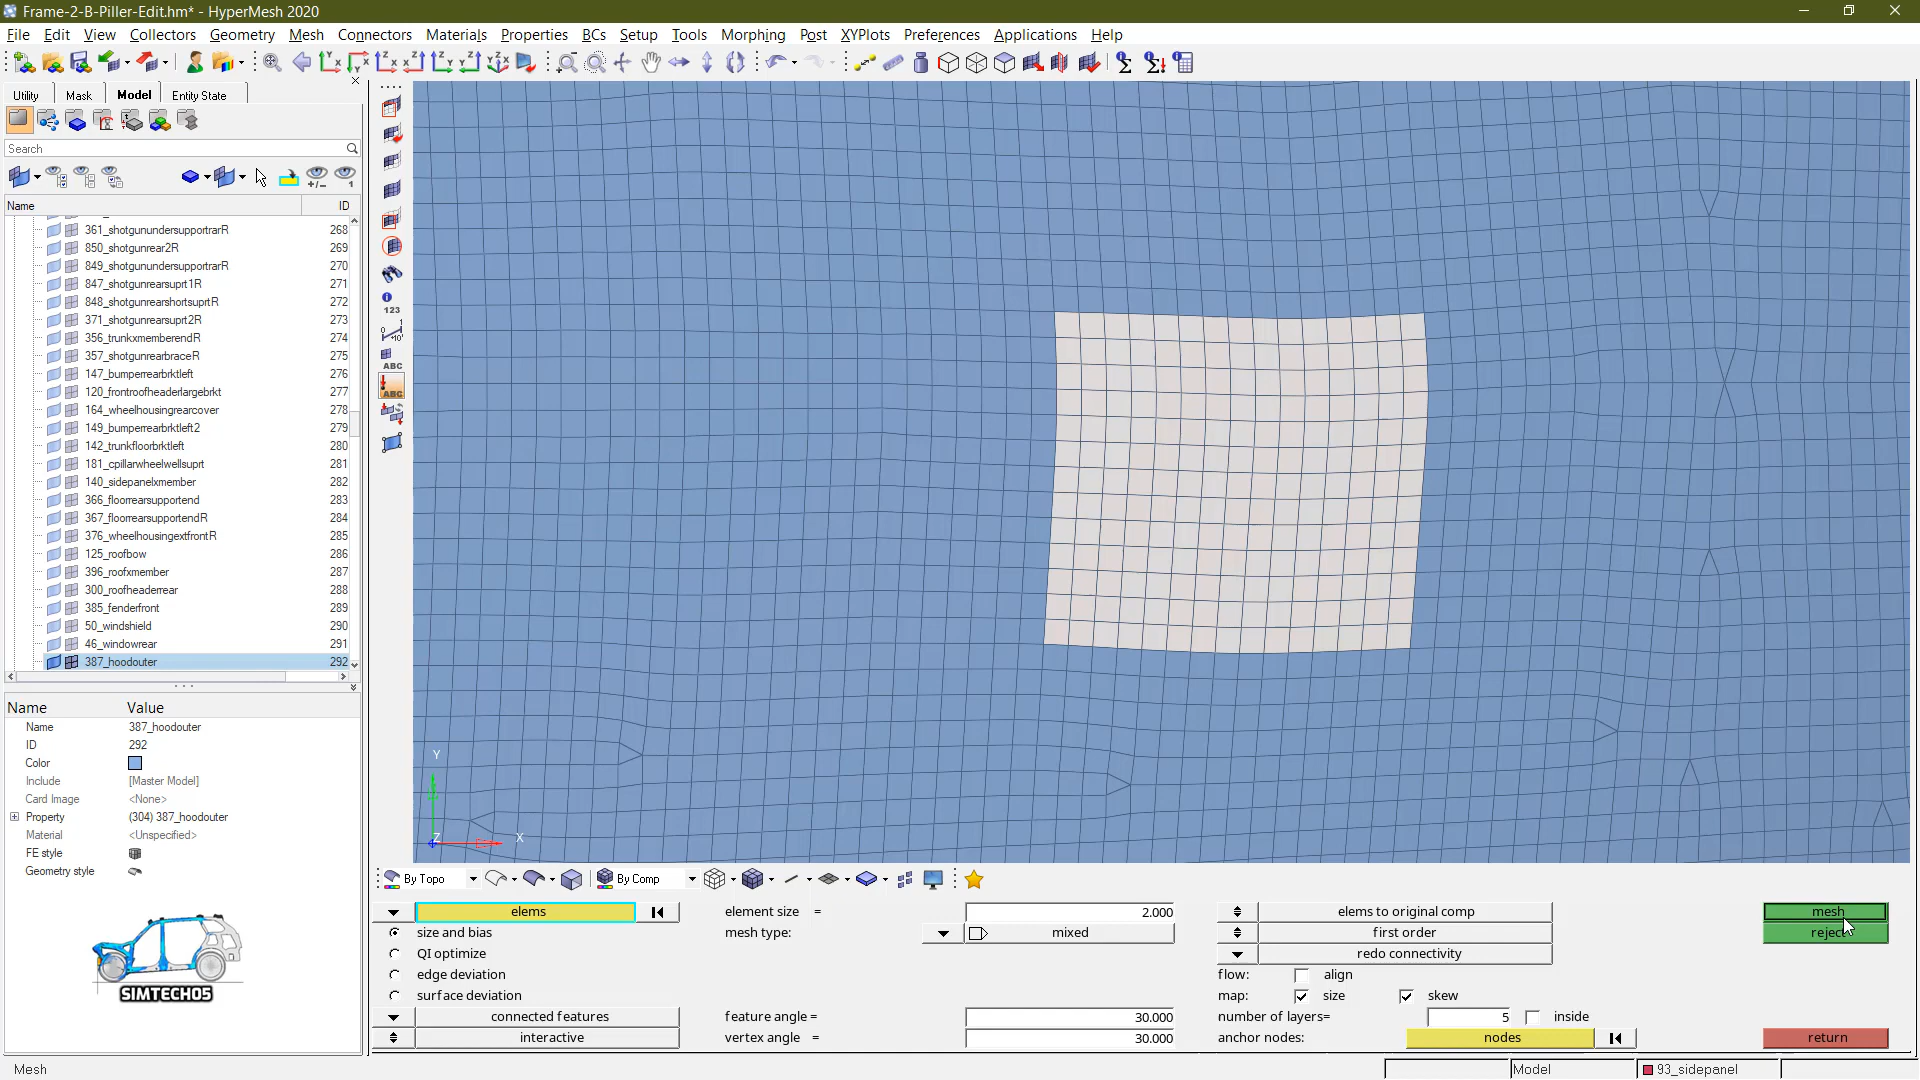 Frame-2-B-Piller-Edit.hm* - HyperMesh 2020
File Edit View Collectors Geometry Mesh Connectors Materials Properties BCs Setup Tools Morphing Post XYPlots Preferences Applications Help
Utility Mask Model Entity State
Search
Name ID
361_shotgunundersupportrarR 268
850_shotgunrear2R 269
849_shotgunundersupportrarR 270
847_shotgunrearsuprt1R 271
848_shotgunrearshortsuprtR 272
371_shotgunrearsuprt2R 273
356_trunkxmemberendR 274
357_shotgunrearbraceR 275
147_bumperrearbrktleft 276
120_frontroofheaderlargebrkt 277
164_wheelhousingrearcover 278
149_bumperrearbrktleft2 279
142_trunkfloorbrktleft 280
181_cpillarwheelwellsuprt 281
140_sidepanelxmember 282
366_floorrearsupportend 283
367_floorrearsupportendR 284
376_wheelhousingextfrontR 285
125_roofbow 286
396_roofxmember 287
300_roofheaderrear 288
385_fenderfront 289
50_windshield 290
46_windowrear 291
387_hoodouter 292
Name Value
Name 387_hoodouter
ID 292
Color
Include [Master Model]
Card Image <None>
Property (304) 387_hoodouter
Material <Unspecified>
FE style
Geometry style
SIMTECH05
123
ABC
ABC
Y
Z X
By Topo By Comp
elems element size = 2.000 elems to original comp mesh
size and bias mesh type: mixed first order reject
QI optimize redo connectivity
edge deviation flow: align
surface deviation map: size skew
connected features feature angle = 30.000 number of layers= 5 inside
interactive vertex angle = 30.000 anchor nodes: nodes return
Mesh Model 93_sidepanel